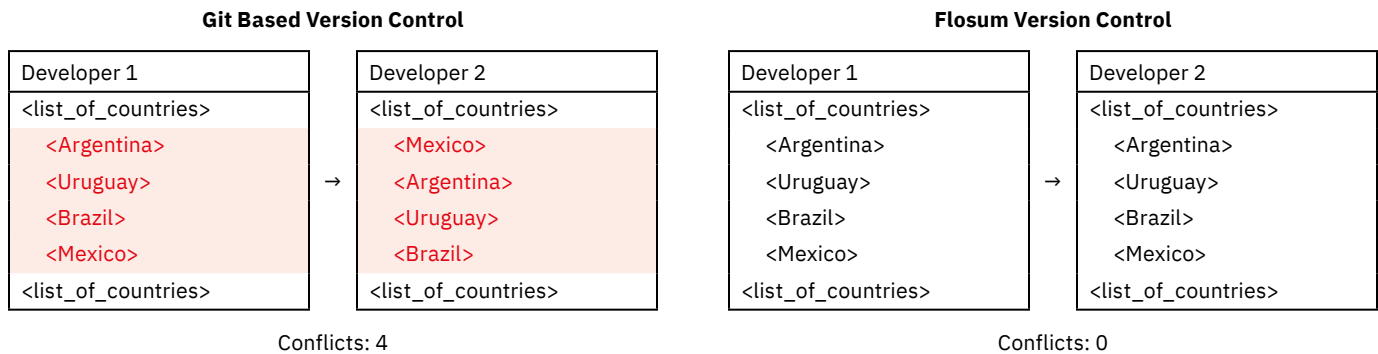 Git Based Version Control
Developer 1
<list_of_countries>
<Argentina>
<Uruguay>
<Brazil>
<Mexico>
<list_of_countries>
→
Developer 2
<list_of_countries>
<Mexico>
<Argentina>
<Uruguay>
<Brazil>
<list_of_countries>
Conflicts: 4
Flosum Version Control
Developer 1
<list_of_countries>
<Argentina>
<Uruguay>
<Brazil>
<Mexico>
<list_of_countries>
→
Developer 2
<list_of_countries>
<Argentina>
<Uruguay>
<Brazil>
<Mexico>
<list_of_countries>
Conflicts: 0